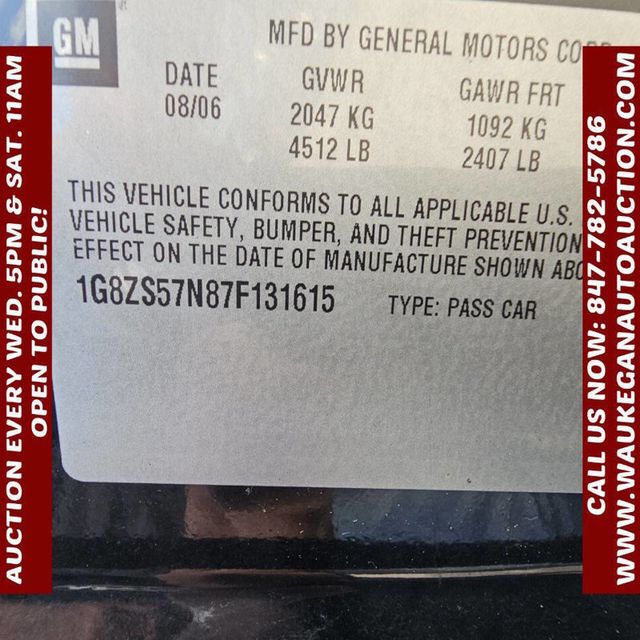 GM
MFD BY GENERAL MOTORS
DATE
08/06
GVWR
2047 KG
4512 LB
GAWR FRT
1092 KG
2407 LB
THIS VEHICLE CONFORMS TO ALL APPLICABLE U.S.
VEHICLE SAFETY, BUMPER, AND THEFT PREVENTION
EFFECT ON THE DATE OF MANUFACTURE SHOWN
1G8ZS57N87F131615 TYPE: PASS CAR
AUCTION EVERY WED. 5PM & SAT. 11AM
OPEN TO PUBLIC!
CALL US NOW: 847-782-5786
WWW.WAUKEGANAUTOAUCTION.COM